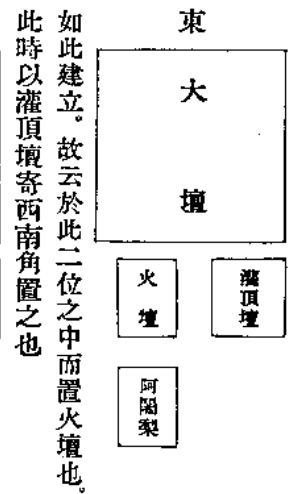 東
大壇
灌頂壇
火壇
阿闍梨
如此建立。故云於此二位之中而置火壇也。
此時以灌頂壇寄西南角置之也